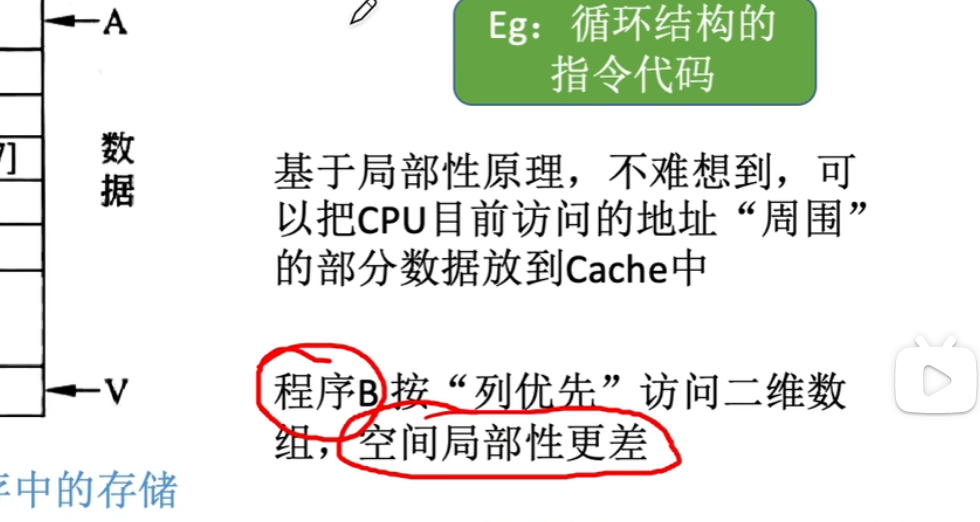 A
Eg：循环结构的
指令代码
7]
数
据
基于局部性原理，不难想到，可
以把CPU目前访问的地址“周围”
的部分数据放到Cache中
V
程序B按“列优先”访问二维数
组，空间局部性更差
中的存储